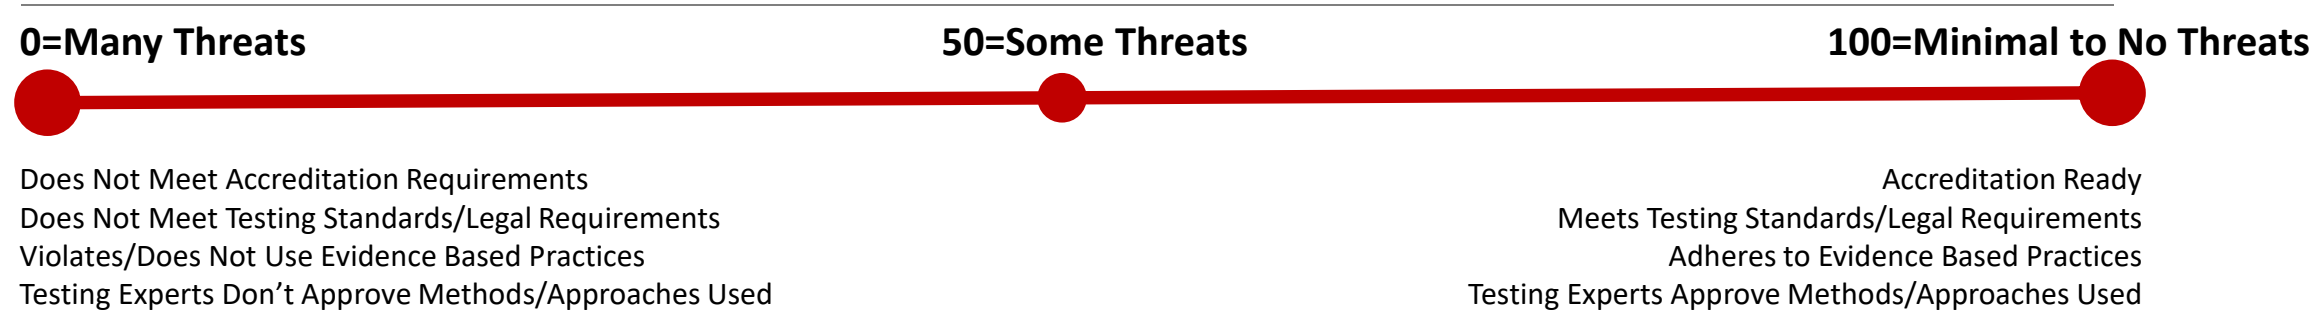 0=Many Threats
50=Some Threats
100=Minimal to No Threats
Does Not Meet Accreditation Requirements
Does Not Meet Testing Standards/Legal Requirements
Violates/Does Not Use Evidence Based Practices
Testing Experts Don’t Approve Methods/Approaches Used
Accreditation Ready
Meets Testing Standards/Legal Requirements
Adheres to Evidence Based Practices
Testing Experts Approve Methods/Approaches Used